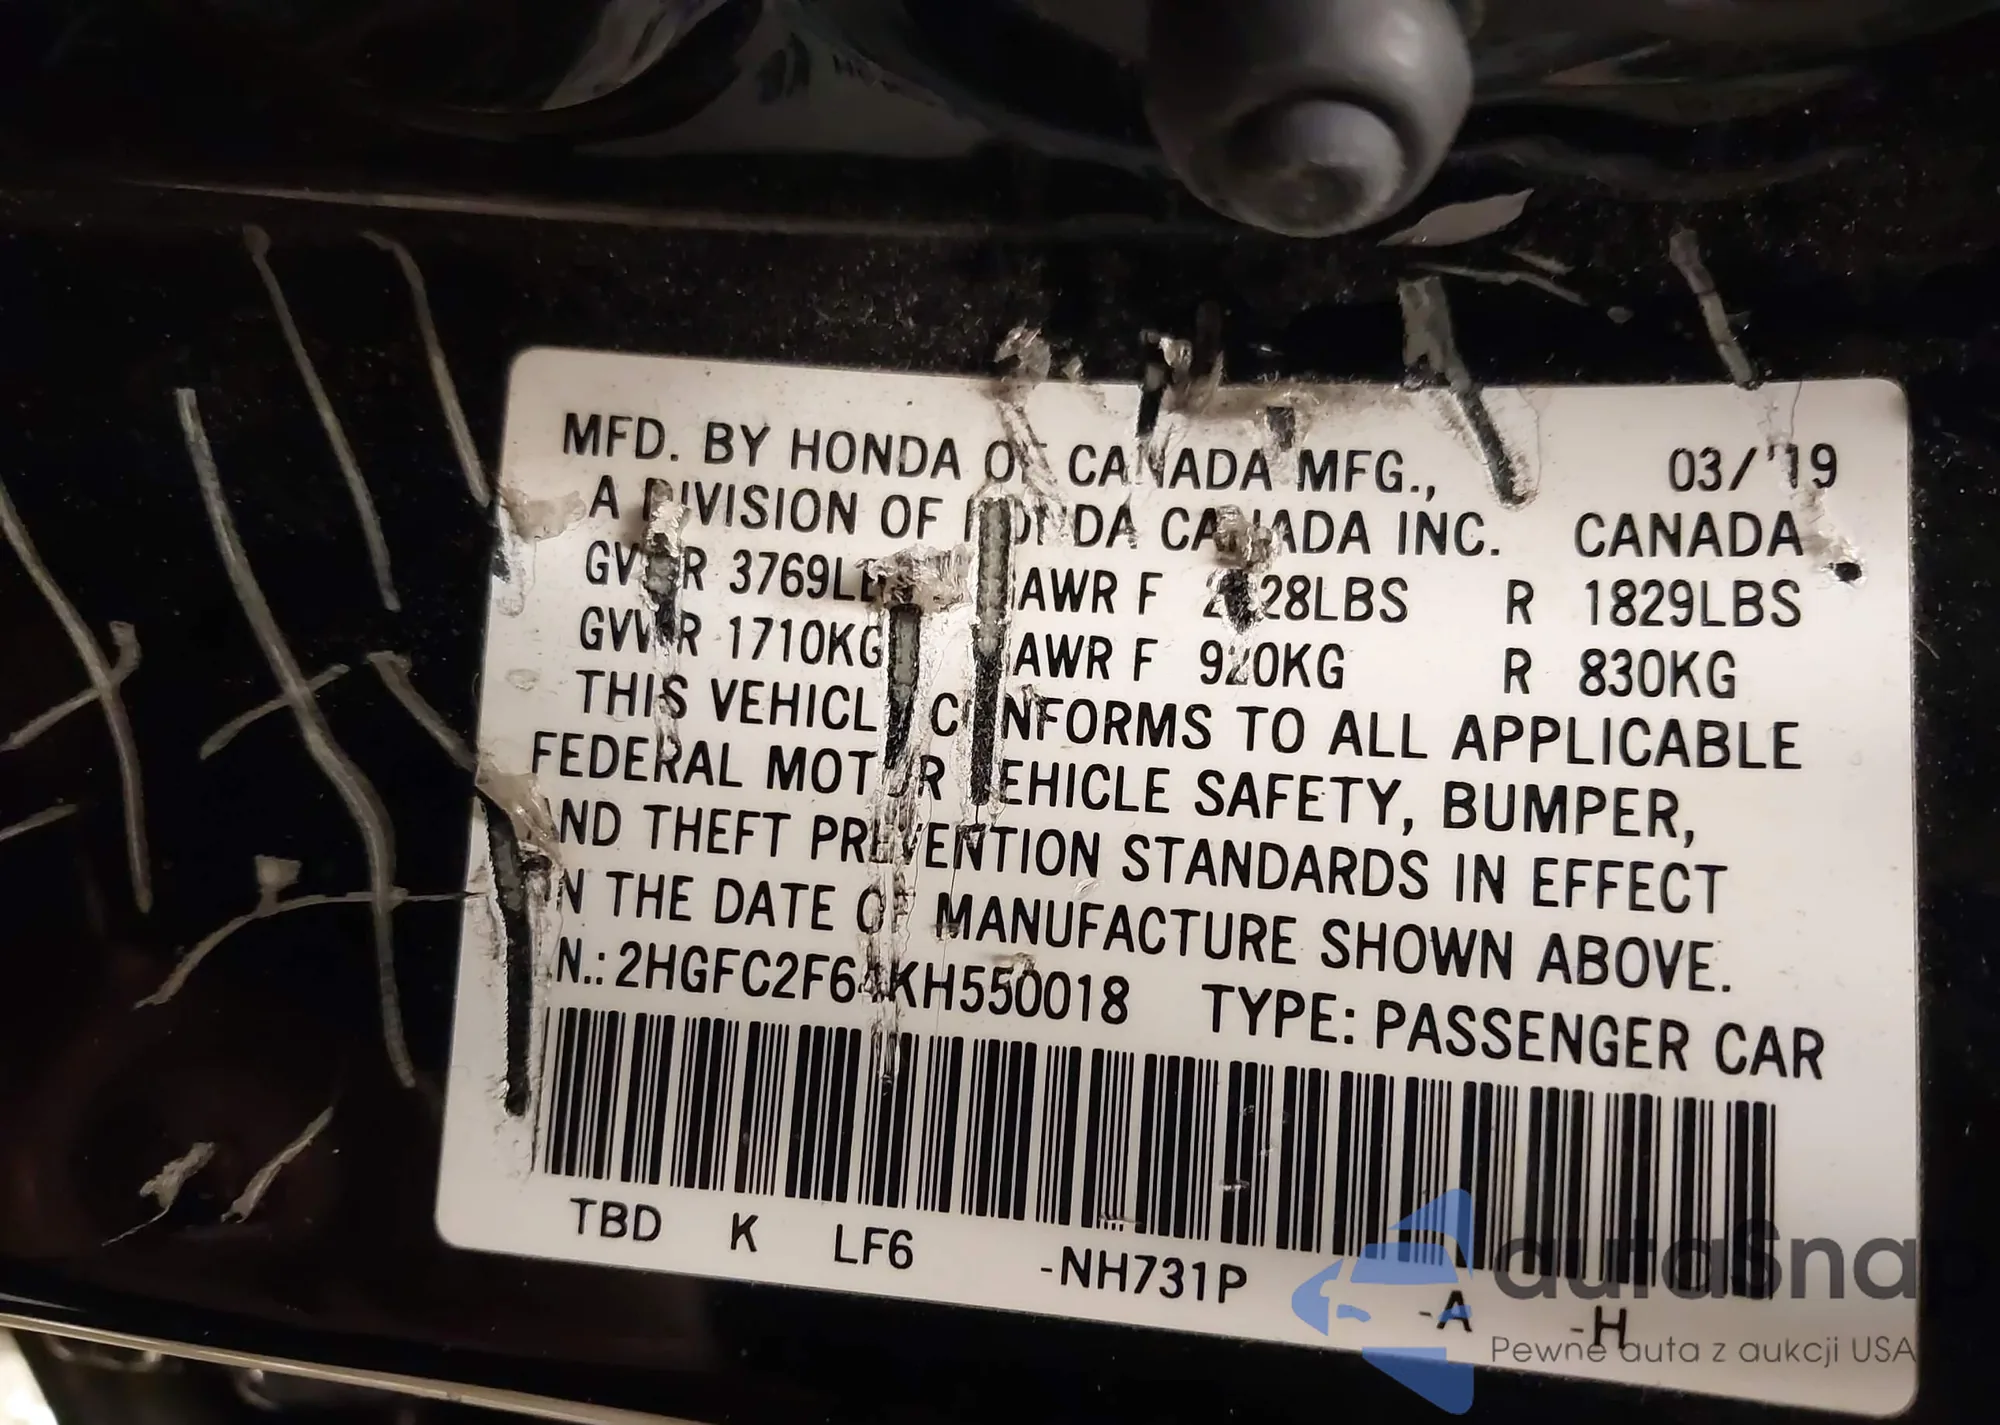 MFD. BY HONDA OF CANADA MFG., 03/'19
A DIVISION OF HONDA CANADA INC. CANADA
GVWR 3769LBS GAWR F LBS R 1829LBS
GVWR 1710KG GAWR F 920KG R 830KG
THIS VEHICLE CONFORMS TO ALL APPLICABLE
FEDERAL MOTOR VEHICLE SAFETY, BUMPER,
AND THEFT PREVENTION STANDARDS IN EFFECT
ON THE DATE OF MANUFACTURE SHOWN ABOVE.
TYPE: PASSENGER CAR
TBD K LF6 -NH731P -A -H
autaSna
Pewne auta z aukcji USA